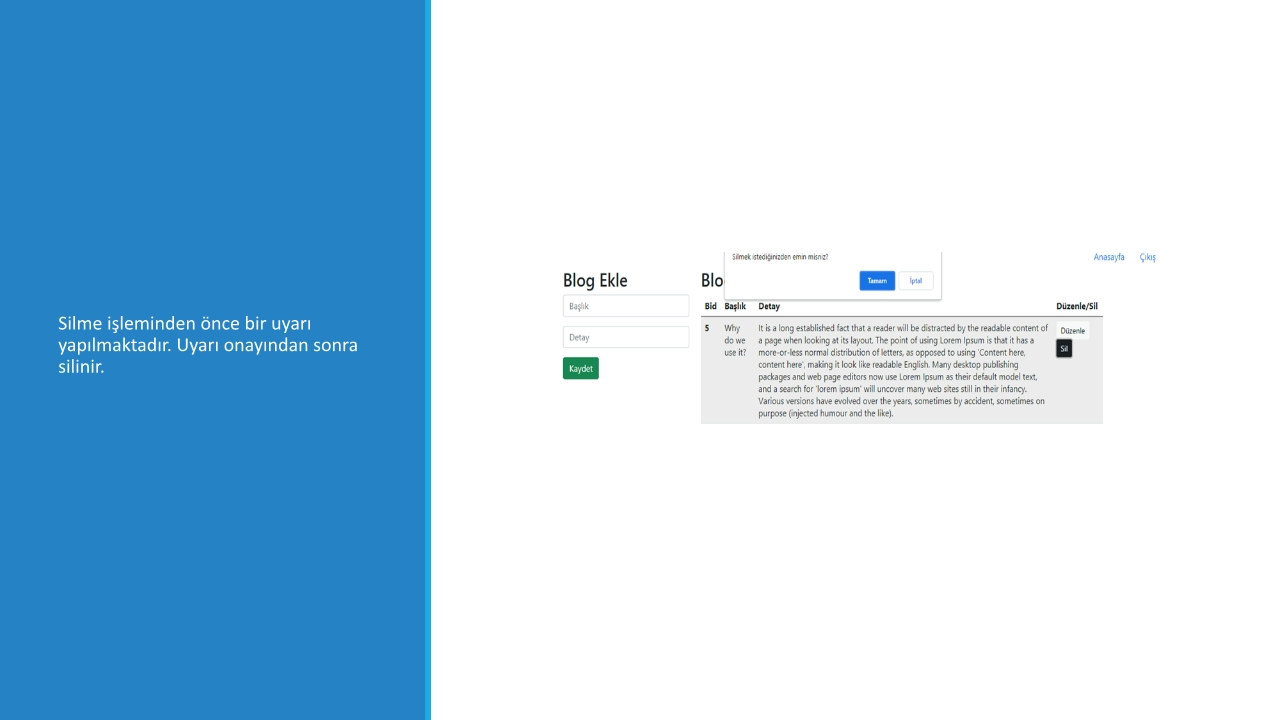 Silme işleminden önce bir uyarı
yapılmaktadır. Uyarı onayından sonra
silinir.
Silmek istediğinizden emin misniz?
Tamam
İptal
Anasayfa
Çıkış
Blog Ekle
Başlık
Detay
Kaydet
Blo
Bid Başlık Detay Düzenle/Sil
5
Why
do we
use it?
It is a long established fact that a reader will be distracted by the readable content of
a page when looking at its layout. The point of using Lorem Ipsum is that it has a
more-or-less normal distribution of letters, as opposed to using 'Content here,
content here', making it look like readable English. Many desktop publishing
packages and web page editors now use Lorem Ipsum as their default model text,
and a search for 'lorem ipsum' will uncover many web sites still in their infancy.
Various versions have evolved over the years, sometimes by accident, sometimes on
purpose (injected humour and the like).
Düzenle
Sil